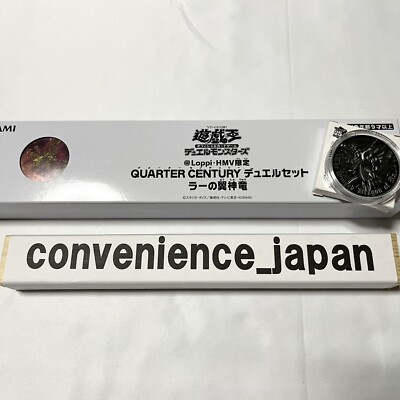 AMI
遊戯王
デュエルモンスターズ
@Loppi・HMV限定
QUARTER CENTURY デュエルセット
ラーの翼神竜
convenience_japan